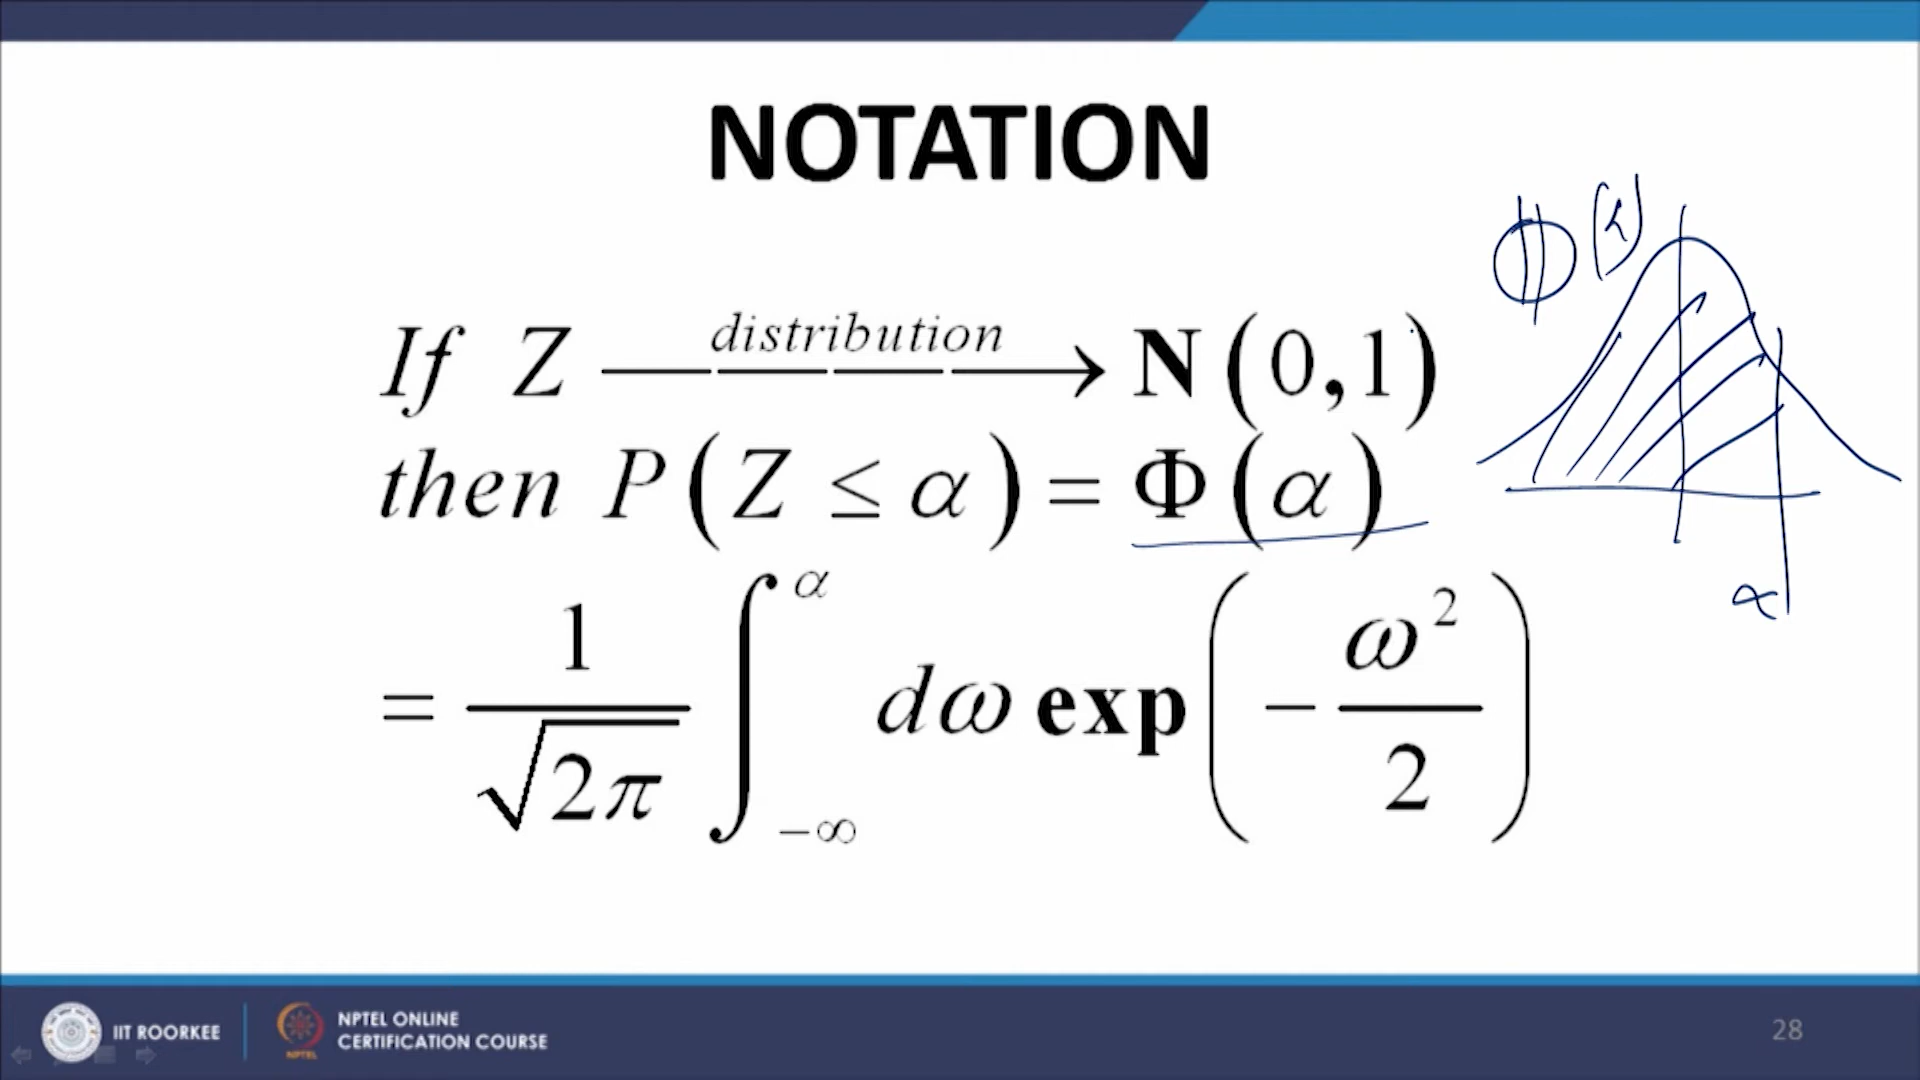 NOTATION
If Z distribution → N(0,1)
then P(Z ≤ α) = Φ(α)
= 1/√2π ∫_{-∞}^{α} dω exp(-ω²/2)
Φ
α
IIT ROORKEE
NPTEL
NPTEL ONLINE
CERTIFICATION COURSE
28